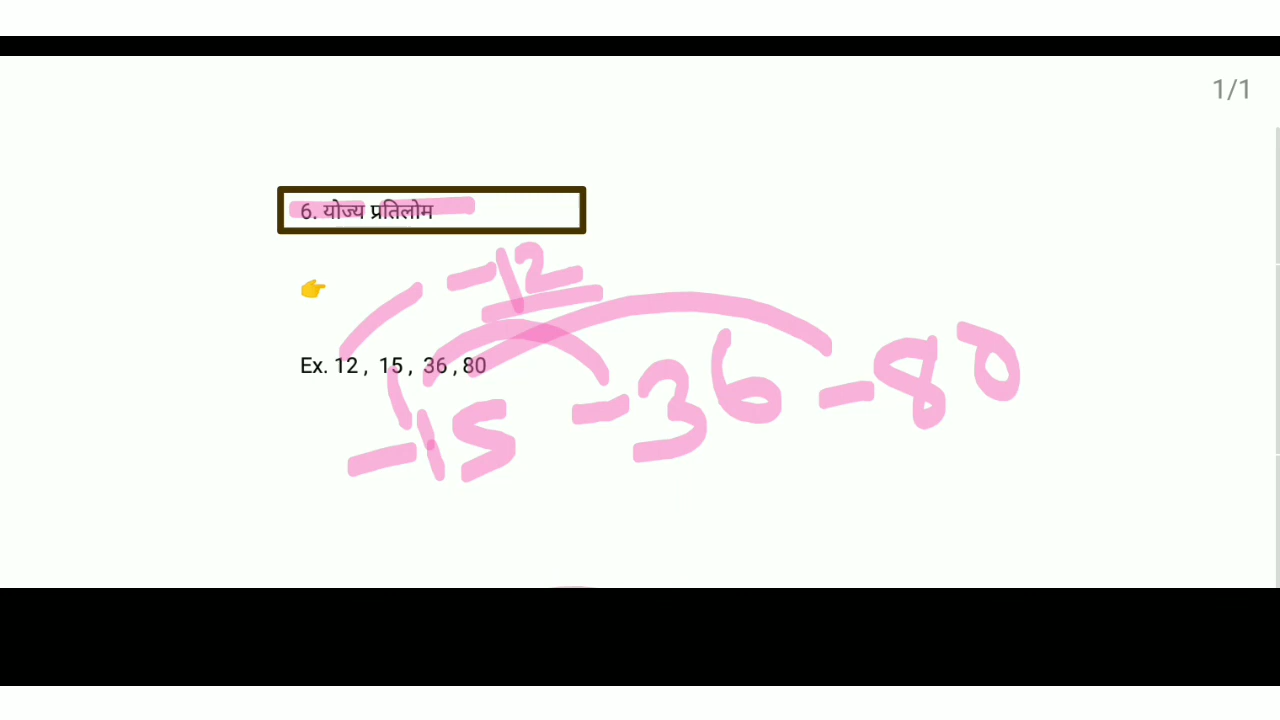 1/1
6. योज्य प्रतिलोम
-12
👉
Ex. 12 , 15 , 36 , 80
-15 -36 -80